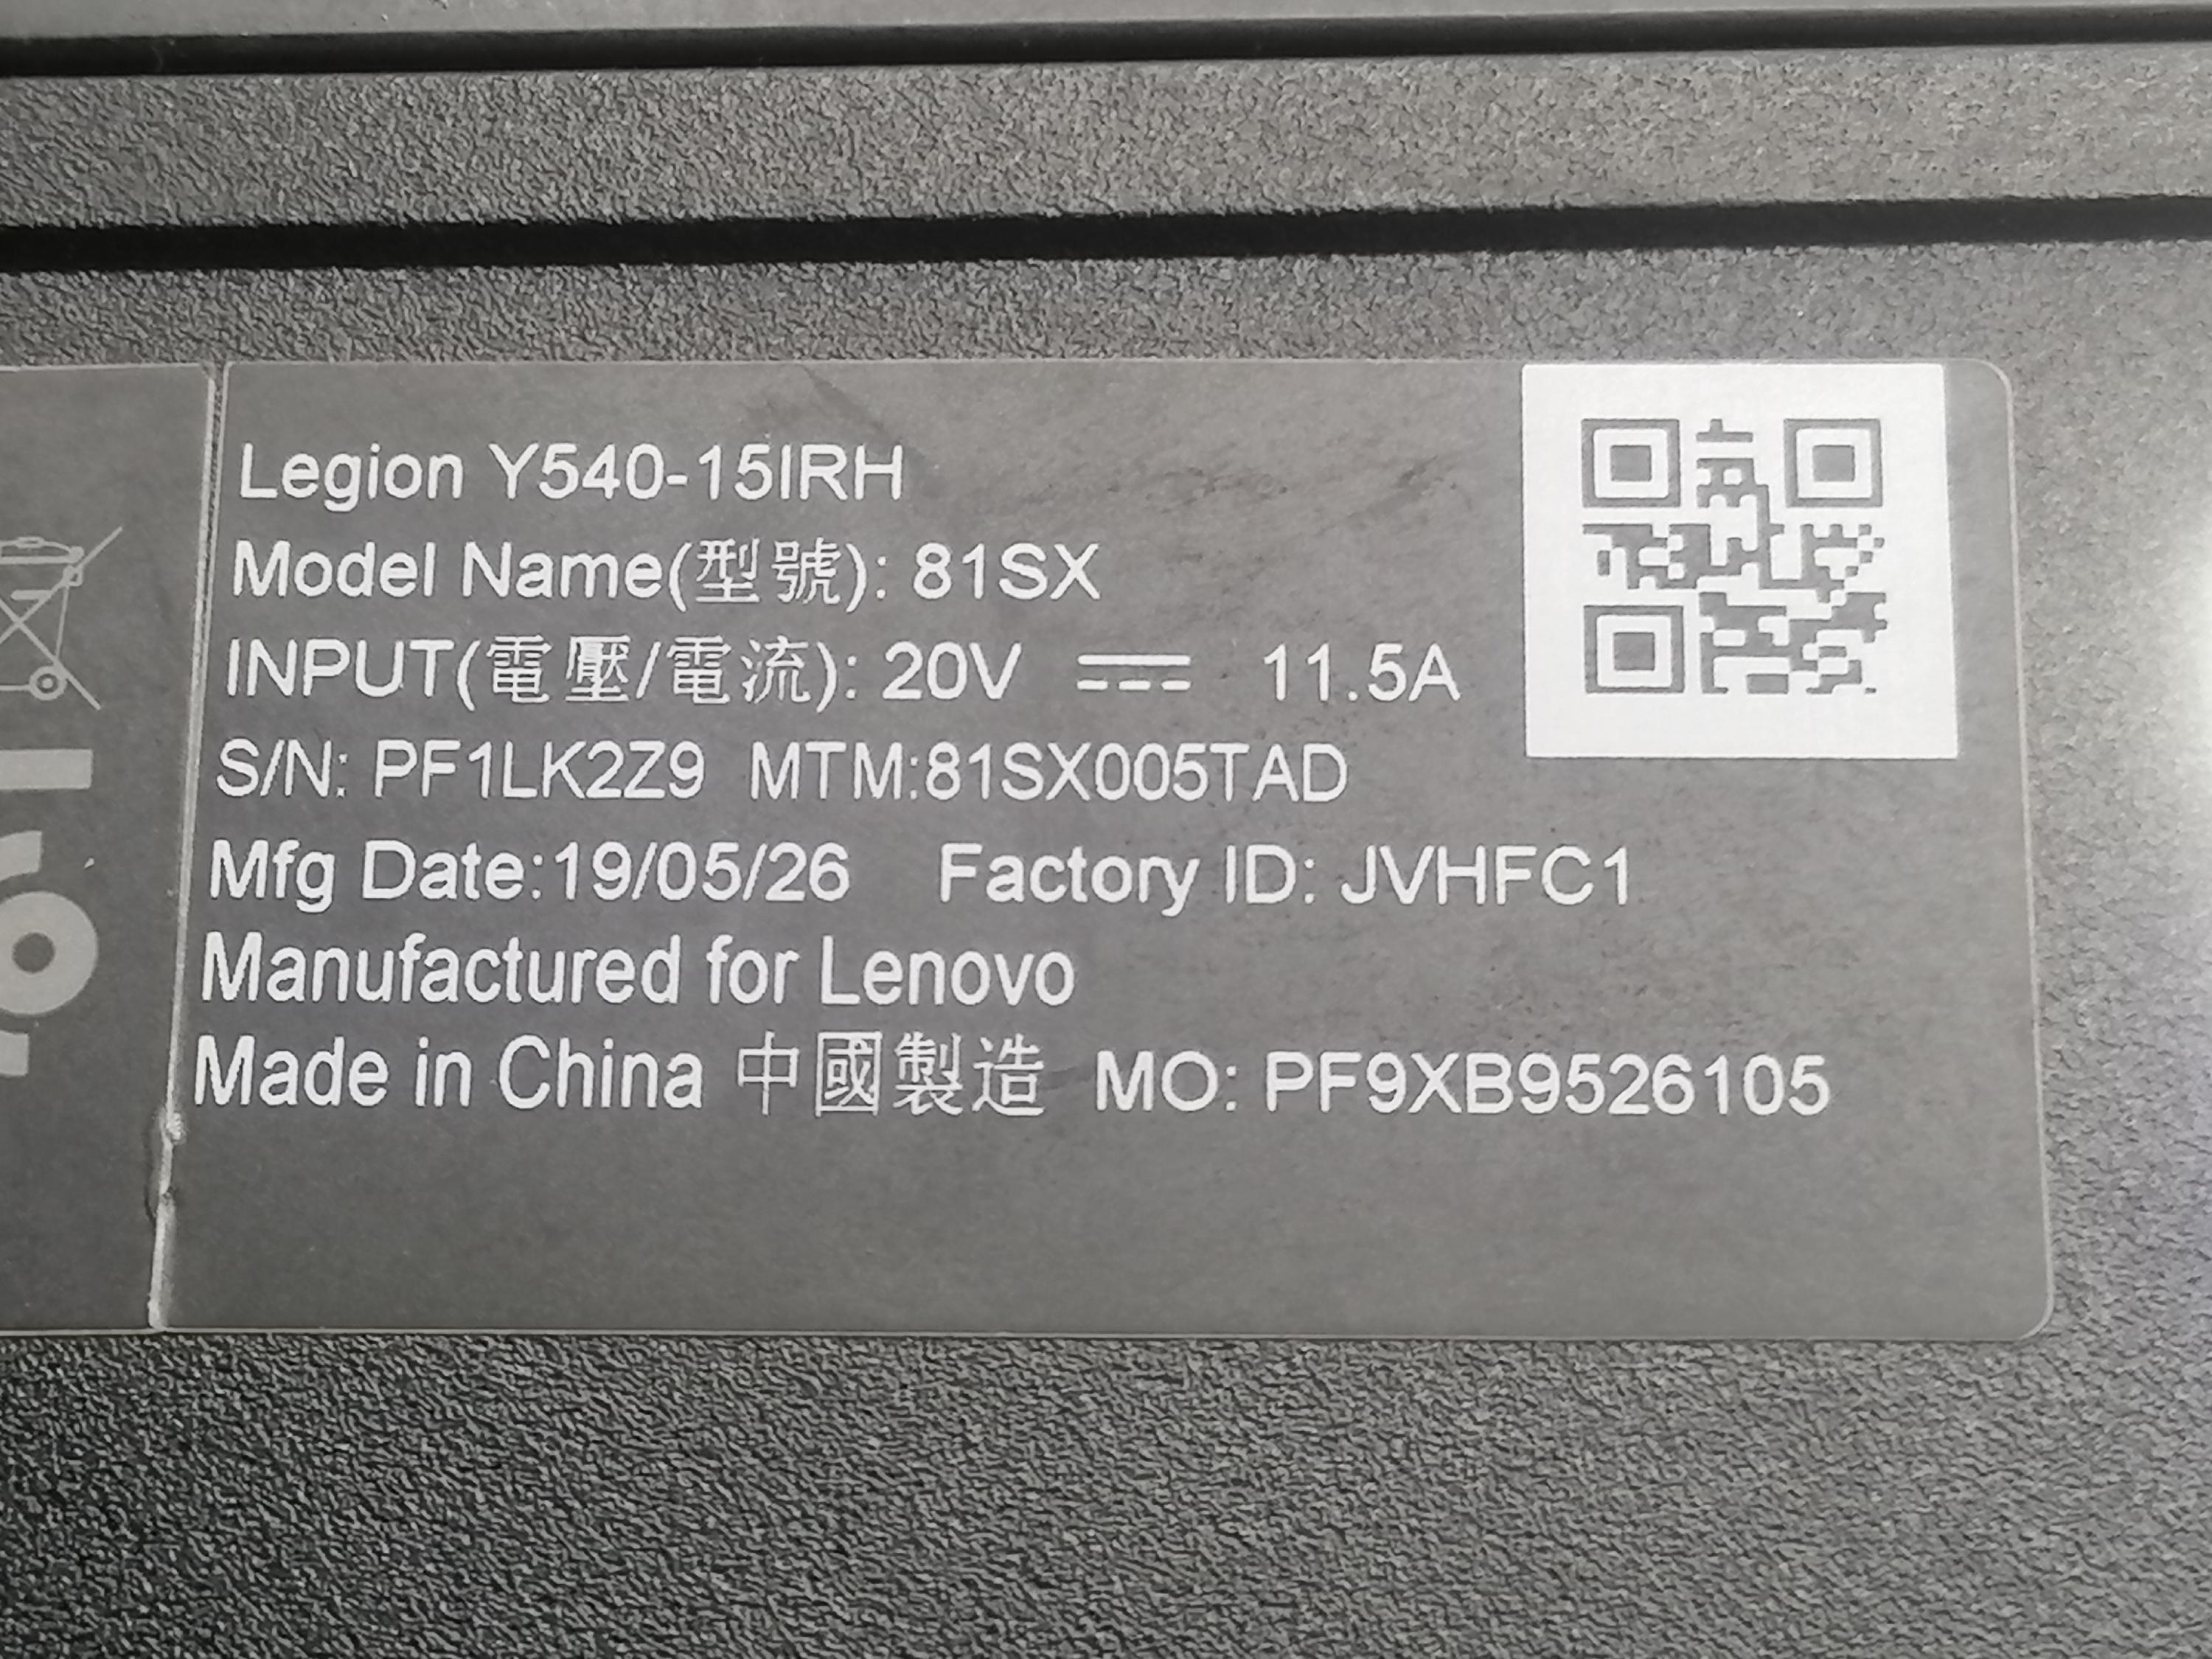 Legion Y540-15IRH
Model Name(型號): 81SX
INPUT(電壓/電流): 20V ⎓ 11.5A
S/N: PF1LK2Z9 MTM:81SX005TAD
Mfg Date:19/05/26 Factory ID: JVHFC1
Manufactured for Lenovo
Made in China 中國製造 MO: PF9XB9526105